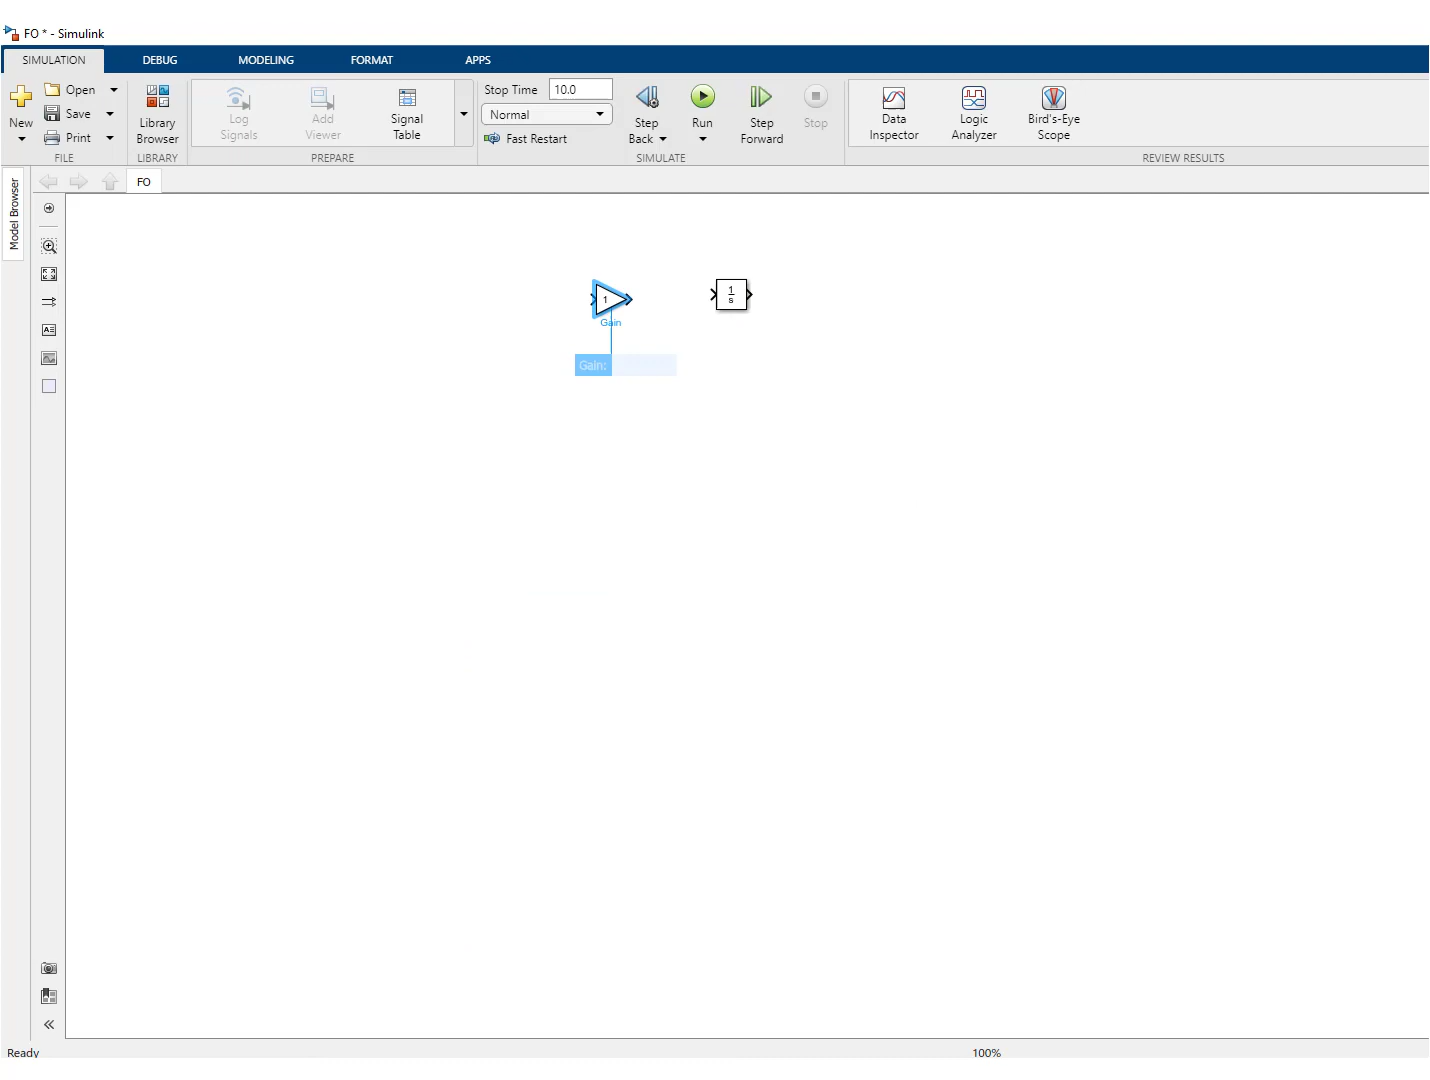 FO * - Simulink
SIMULATION DEBUG MODELING FORMAT APPS
New
Open
Save
Print
FILE
Library Browser
LIBRARY
Log Signals
Add Viewer
Signal Table
PREPARE
Stop Time 10.0
Normal
Fast Restart
Step Back
Run
Step Forward
Stop
SIMULATE
Data Inspector
Logic Analyzer
Bird's-Eye Scope
REVIEW RESULTS
Model Browser
FO
1
Gain
Gain:
1
s
A
Ready
100%